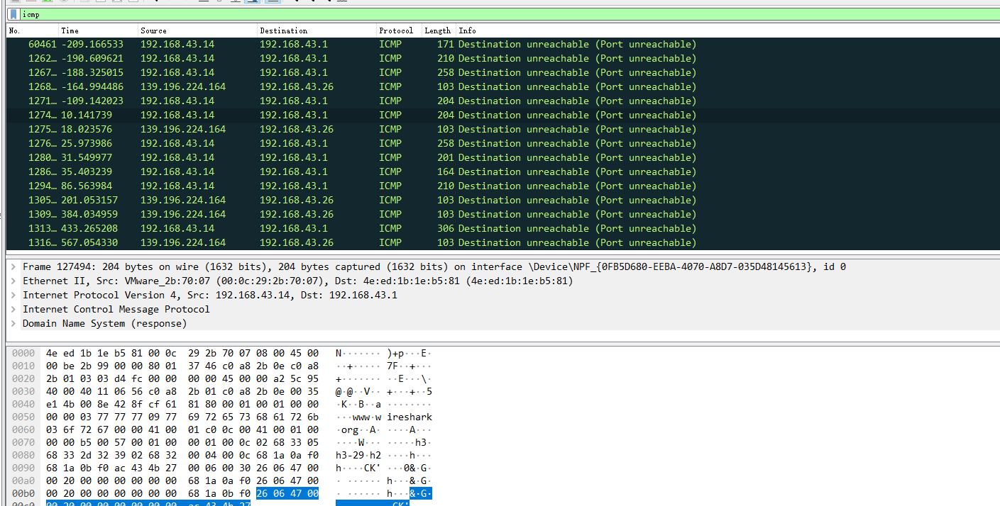 icmp
No. Time Source Destination Protocol Length Info
60461 -209.166533 192.168.43.14 192.168.43.1 ICMP 171 Destination unreachable (Port unreachable)
1262… -190.609621 192.168.43.14 192.168.43.1 ICMP 210 Destination unreachable (Port unreachable)
1267… -188.325015 192.168.43.14 192.168.43.1 ICMP 258 Destination unreachable (Port unreachable)
1268… -164.994486 139.196.224.164 192.168.43.26 ICMP 103 Destination unreachable (Port unreachable)
1271… -109.142023 192.168.43.14 192.168.43.1 ICMP 204 Destination unreachable (Port unreachable)
1274… 10.141739 192.168.43.14 192.168.43.1 ICMP 204 Destination unreachable (Port unreachable)
1275… 18.023576 139.196.224.164 192.168.43.26 ICMP 103 Destination unreachable (Port unreachable)
1276… 25.973986 192.168.43.14 192.168.43.1 ICMP 258 Destination unreachable (Port unreachable)
1280… 31.549977 192.168.43.14 192.168.43.1 ICMP 201 Destination unreachable (Port unreachable)
1286… 35.403239 192.168.43.14 192.168.43.1 ICMP 164 Destination unreachable (Port unreachable)
1294… 86.563984 192.168.43.14 192.168.43.1 ICMP 210 Destination unreachable (Port unreachable)
1305… 201.053157 139.196.224.164 192.168.43.26 ICMP 103 Destination unreachable (Port unreachable)
1309… 384.034959 139.196.224.164 192.168.43.26 ICMP 103 Destination unreachable (Port unreachable)
1313… 433.265208 192.168.43.14 192.168.43.1 ICMP 306 Destination unreachable (Port unreachable)
1316… 567.054330 139.196.224.164 192.168.43.26 ICMP 103 Destination unreachable (Port unreachable)
Frame 127494: 204 bytes on wire (1632 bits), 204 bytes captured (1632 bits) on interface \Device\NPF_{0FB5D680-EEBA-4070-A8D7-035D48145613}, id 0
Ethernet II, Src: VMware_2b:70:07 (00:0c:29:2b:70:07), Dst: 4e:ed:1b:1e:b5:81 (4e:ed:1b:1e:b5:81)
Internet Protocol Version 4, Src: 192.168.43.14, Dst: 192.168.43.1
Internet Control Message Protocol
Domain Name System (response)
0000 4e ed 1b 1e b5 81 00 0c 29 2b 70 07 08 00 45 00 N······· )+p···E·
0010 00 be 2b 99 00 00 80 01 37 46 c0 a8 2b 0e c0 a8 ··+····· 7F··+···
0020 2b 01 03 03 d4 fc 00 00 00 00 45 00 00 a2 5c 95 +······· ··E···\·
0030 40 00 40 11 06 56 c0 a8 2b 01 c0 a8 2b 0e 00 35 @·@··V·· +···+··5
0040 e1 4b 00 8e 42 8f cf 61 81 80 00 01 00 01 00 00 ·K··B··a ········
0050 00 00 03 77 77 77 09 77 69 72 65 73 68 61 72 6b ···www·w ireshark
0060 03 6f 72 67 00 00 41 00 01 c0 0c 00 41 00 01 00 ·org··A· ····A···
0070 00 00 b5 00 57 00 01 00 00 01 00 0c 02 68 33 05 ····W··· ·····h3·
0080 68 33 2d 32 39 02 68 32 00 04 00 0c 68 1a 0a f0 h3-29·h2 ····h···
0090 68 1a 0b f0 ac 43 4b 27 00 06 00 30 26 06 47 00 h····CK' ···0&·G·
00a0 00 20 00 00 00 00 00 00 68 1a 0a f0 26 06 47 00 · ······ h···&·G·
00b0 00 20 00 00 00 00 00 00 68 1a 0b f0 26 06 47 00 · ······ h···&·G·
00c0 00 20 00 00 00 00 00 00 ac 43 4b 27 CK'